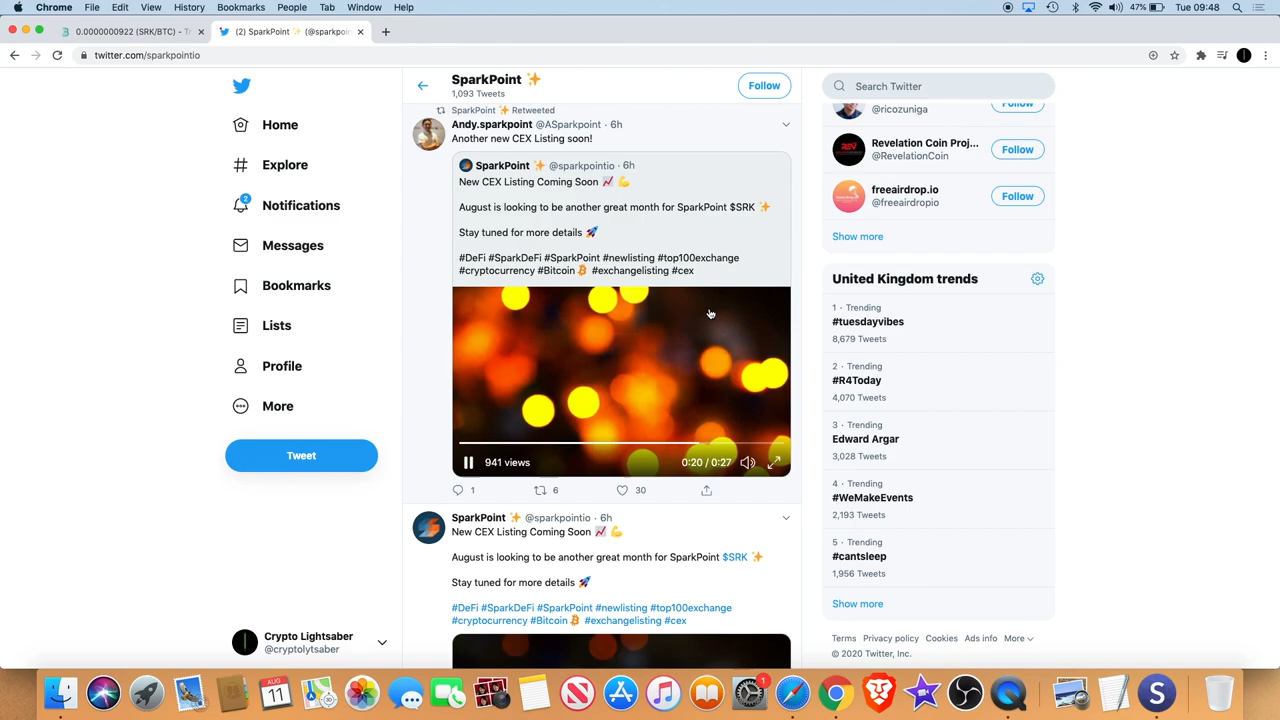 Chrome File Edit View History Bookmarks People Tab Window Help 47% Tue 09:48
0.0000000922 (SRK/BTC) - Tr
(2) SparkPoint ✨ (@sparkpoin
twitter.com/sparkpointio
SparkPoint ✨
1,093 Tweets
Follow
Search Twitter
Home
Explore
2
Notifications
Messages
Bookmarks
Lists
Profile
More
Tweet
Crypto Lightsaber
@cryptolytsaber
SparkPoint ✨ Retweeted
Andy.sparkpoint @ASparkpoint · 6h
Another new CEX Listing soon!
SparkPoint ✨ @sparkpointio · 6h
New CEX Listing Coming Soon 📈 💪
August is looking to be another great month for SparkPoint $SRK ✨
Stay tuned for more details 🚀
#DeFi #SparkDeFi #SparkPoint #newlisting #top100exchange
#cryptocurrency #Bitcoin #exchangelisting #cex
941 views 0:20 / 0:27
1 6 30
SparkPoint ✨ @sparkpointio · 6h
New CEX Listing Coming Soon 📈 💪
August is looking to be another great month for SparkPoint $SRK ✨
Stay tuned for more details 🚀
#DeFi #SparkDeFi #SparkPoint #newlisting #top100exchange
#cryptocurrency #Bitcoin #exchangelisting #cex
@ricozuniga
Follow
Revelation Coin Proj...
@RevelationCoin
Follow
freeairdrop.io
@freeairdropio
Follow
Show more
United Kingdom trends
1 · Trending
#tuesdayvibes
8,679 Tweets
2 · Trending
#R4Today
4,070 Tweets
3 · Trending
Edward Argar
3,028 Tweets
4 · Trending
#WeMakeEvents
2,193 Tweets
5 · Trending
#cantsleep
1,956 Tweets
Show more
Terms Privacy policy Cookies Ads info More
© 2020 Twitter, Inc.
AUG
11
1
S